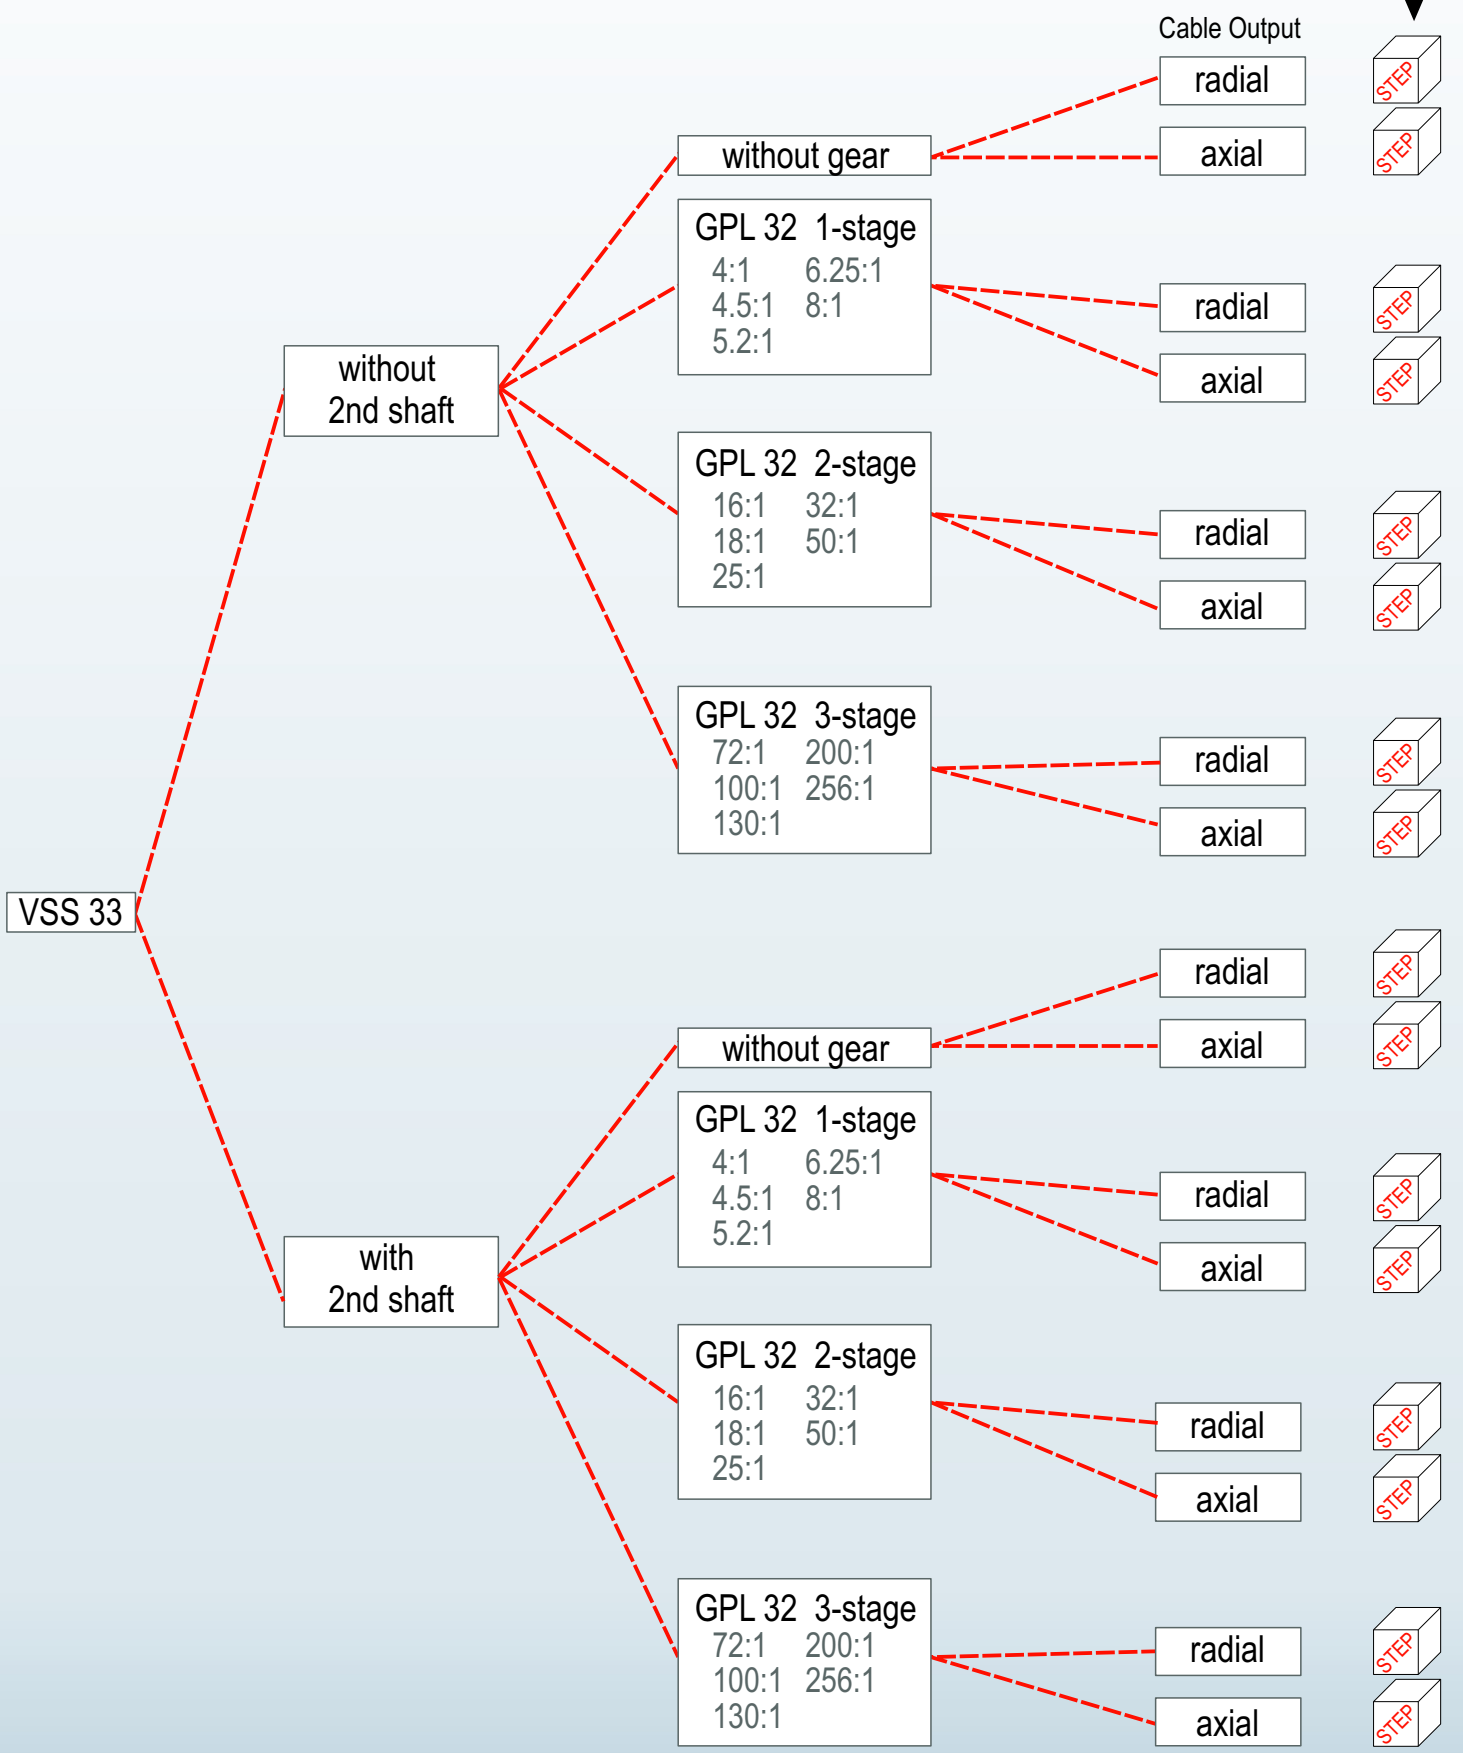 Cable Output
radial STEP
without gear axial STEP
GPL 32 1-stage
4:1 6.25:1
4.5:1 8:1
5.2:1
radial STEP
axial STEP
without
2nd shaft
GPL 32 2-stage
16:1 32:1
18:1 50:1
25:1
radial STEP
axial STEP
GPL 32 3-stage
72:1 200:1
100:1 256:1
130:1
radial STEP
axial STEP
VSS 33
radial STEP
without gear axial STEP
GPL 32 1-stage
4:1 6.25:1
4.5:1 8:1
5.2:1
radial STEP
axial STEP
with
2nd shaft
GPL 32 2-stage
16:1 32:1
18:1 50:1
25:1
radial STEP
axial STEP
GPL 32 3-stage
72:1 200:1
100:1 256:1
130:1
radial STEP
axial STEP